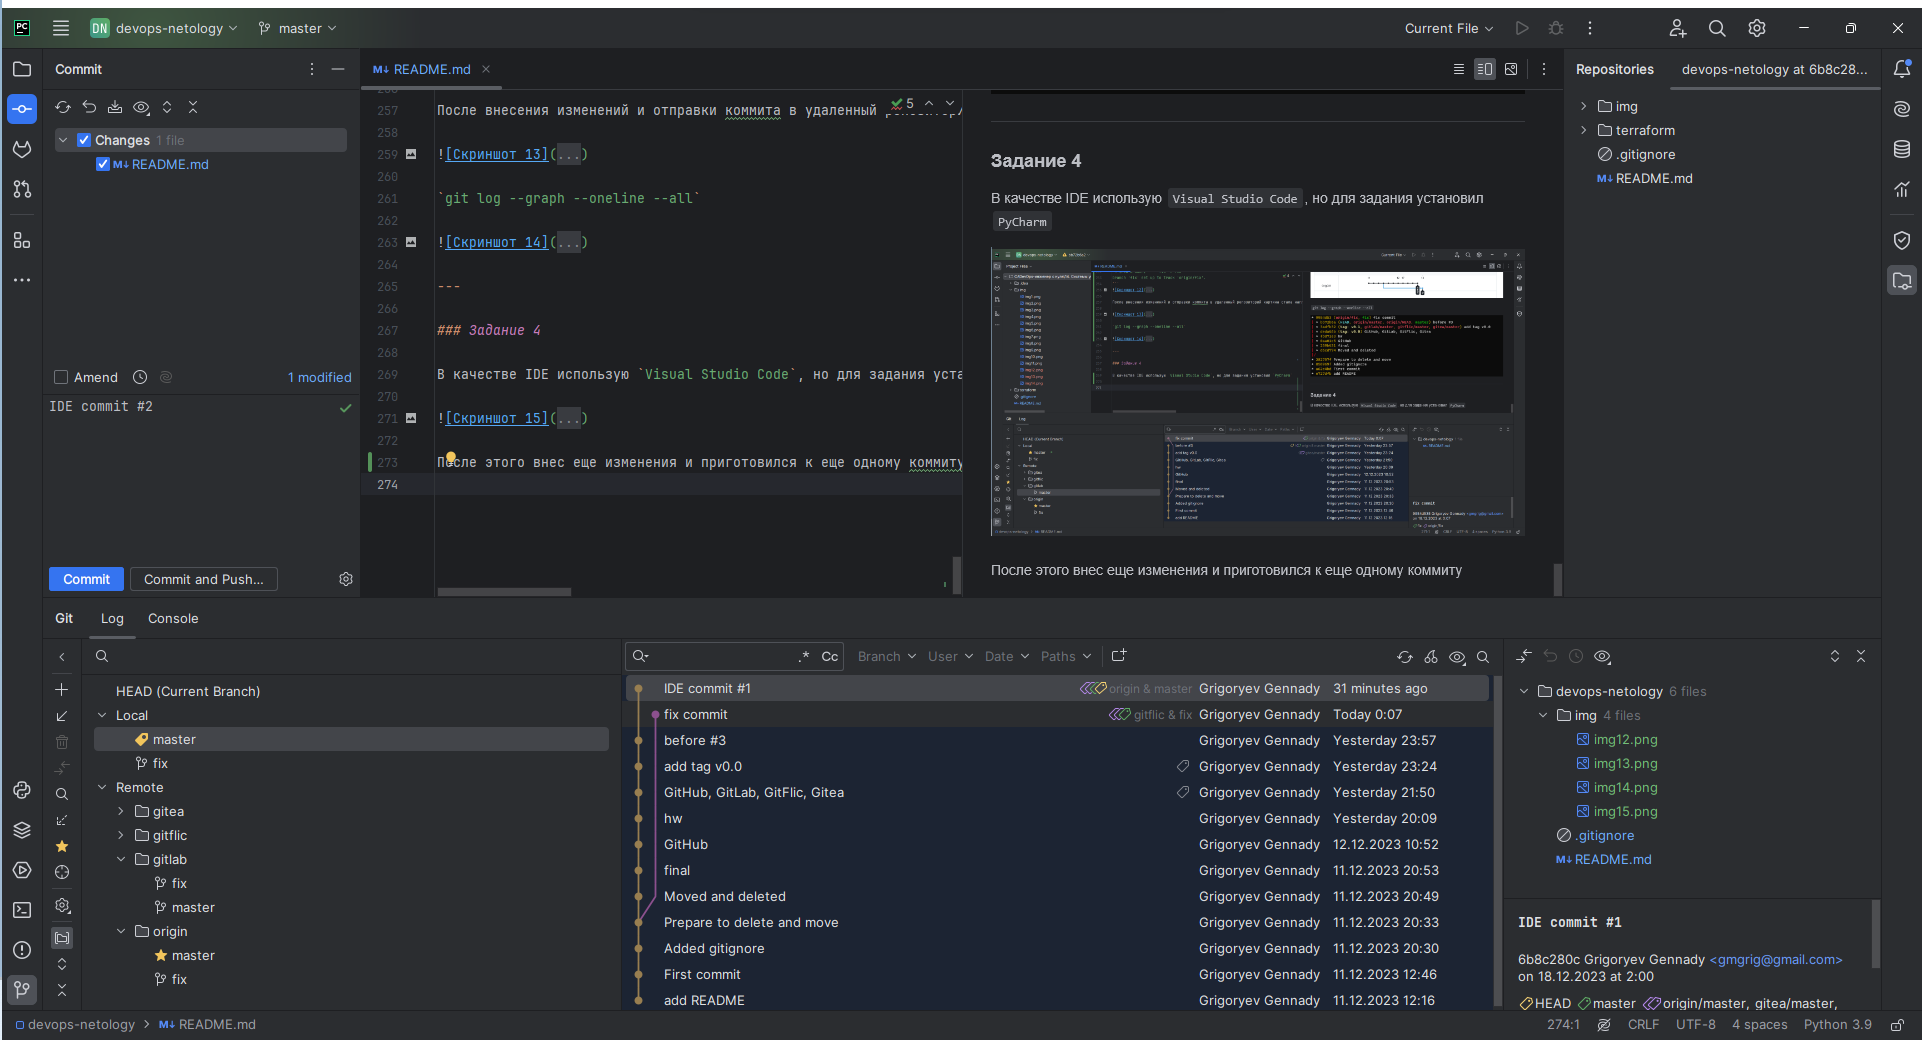 PC
DN devops-netology
master
Current File
Commit
Changes 1 file
README.md
Amend
1 modified
IDE commit #2
Commit
Commit and Push...
README.md
5
257 После внесения изменений и отправки коммита в удаленный
258
259 ![Скриншот 13](...)
260
261 `git log --graph --oneline --all`
262
263 ![Скриншот 14](...)
264
265 ---
266
267 ### Задание 4
268
269 В качестве IDE использую `Visual Studio Code`, но для задания уста
270
271 ![Скриншот 15](...)
272
273 После этого внес еще изменения и приготовился к еще одному коммиту
274
Задание 4
В качестве IDE использую Visual Studio Code, но для задания установил
PyCharm
После этого внес еще изменения и приготовился к еще одному коммиту
Repositories
devops-netology at 6b8c28...
img
terraform
.gitignore
README.md
Git
Log
Console
HEAD (Current Branch)
Local
master
fix
Remote
gitea
gitflic
gitlab
fix
master
origin
master
fix
.* Cc Branch User Date Paths
IDE commit #1 origin & master Grigoryev Gennady 31 minutes ago
fix commit gitflic & fix Grigoryev Gennady Today 0:07
before #3 Grigoryev Gennady Yesterday 23:57
add tag v0.0 Grigoryev Gennady Yesterday 23:24
GitHub, GitLab, GitFlic, Gitea Grigoryev Gennady Yesterday 21:50
hw Grigoryev Gennady Yesterday 20:09
GitHub Grigoryev Gennady 12.12.2023 10:52
final Grigoryev Gennady 11.12.2023 20:53
Moved and deleted Grigoryev Gennady 11.12.2023 20:49
Prepare to delete and move Grigoryev Gennady 11.12.2023 20:33
Added gitignore Grigoryev Gennady 11.12.2023 20:30
First commit Grigoryev Gennady 11.12.2023 12:46
add README Grigoryev Gennady 11.12.2023 12:16
devops-netology 6 files
img 4 files
img12.png
img13.png
img14.png
img15.png
.gitignore
README.md
IDE commit #1
6b8c280c Grigoryev Gennady <gmgrig@gmail.com>
on 18.12.2023 at 2:00
HEAD master origin/master, gitea/master,
devops-netology > README.md
274:1 CRLF UTF-8 4 spaces Python 3.9